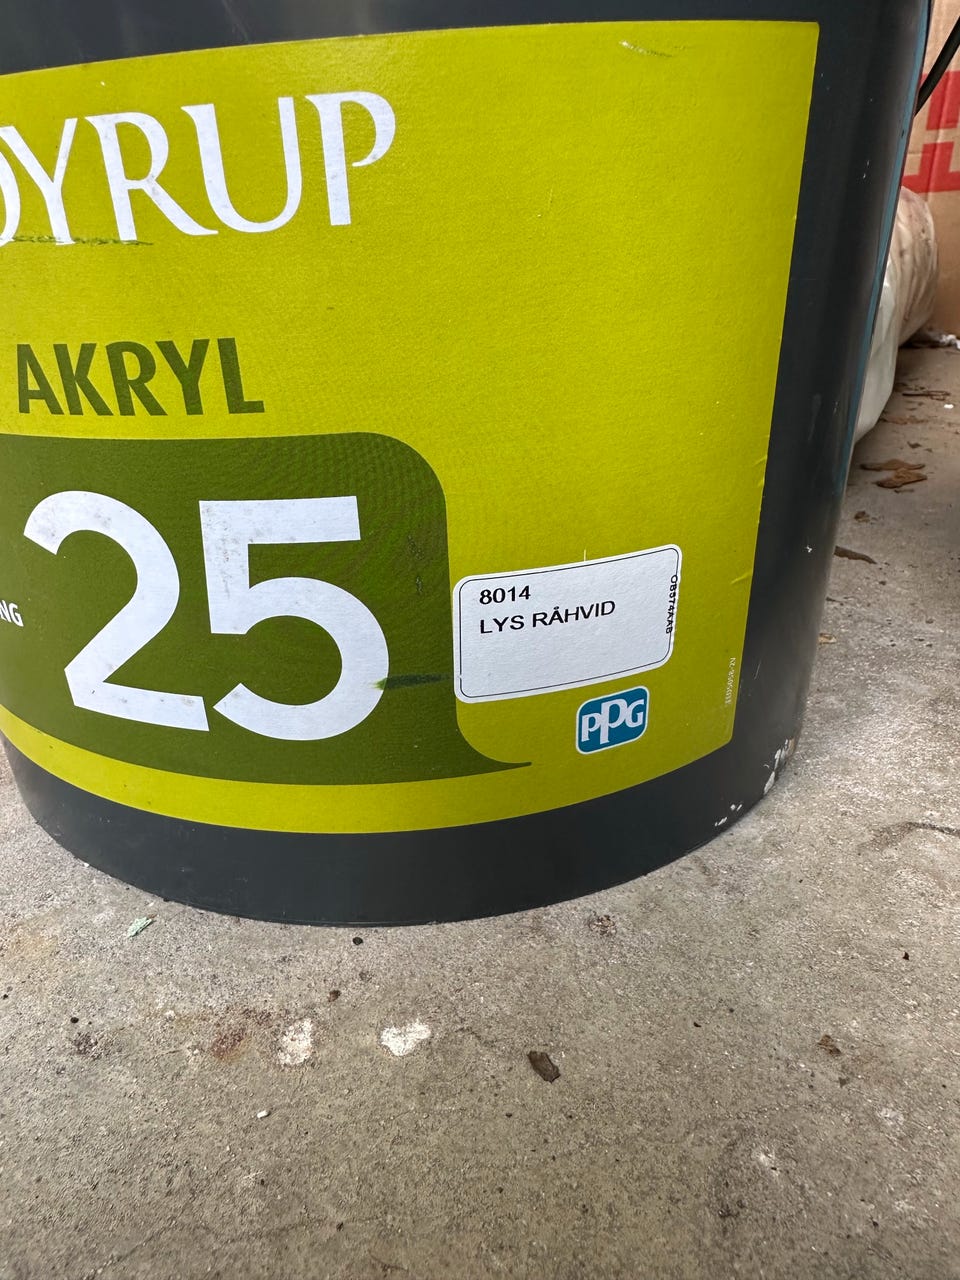 DYRUP
AKRYL
25
NG
8014
LYS RÅHVID
PPG